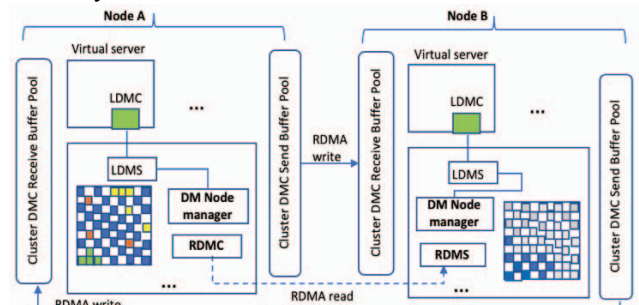 Node A
Node B
Virtual server
Virtual server
Cluster DMC Receive Buffer Pool
LDMC
...
LDMS
DM Node
manager
RDMC
...
Cluster DMC Send Buffer Pool
RDMA
write
Cluster DMC Receive Buffer Pool
LDMC
...
LDMS
DM Node
manager
RDMS
...
Cluster DMC Send Buffer Pool
RDMA read
RDMA write